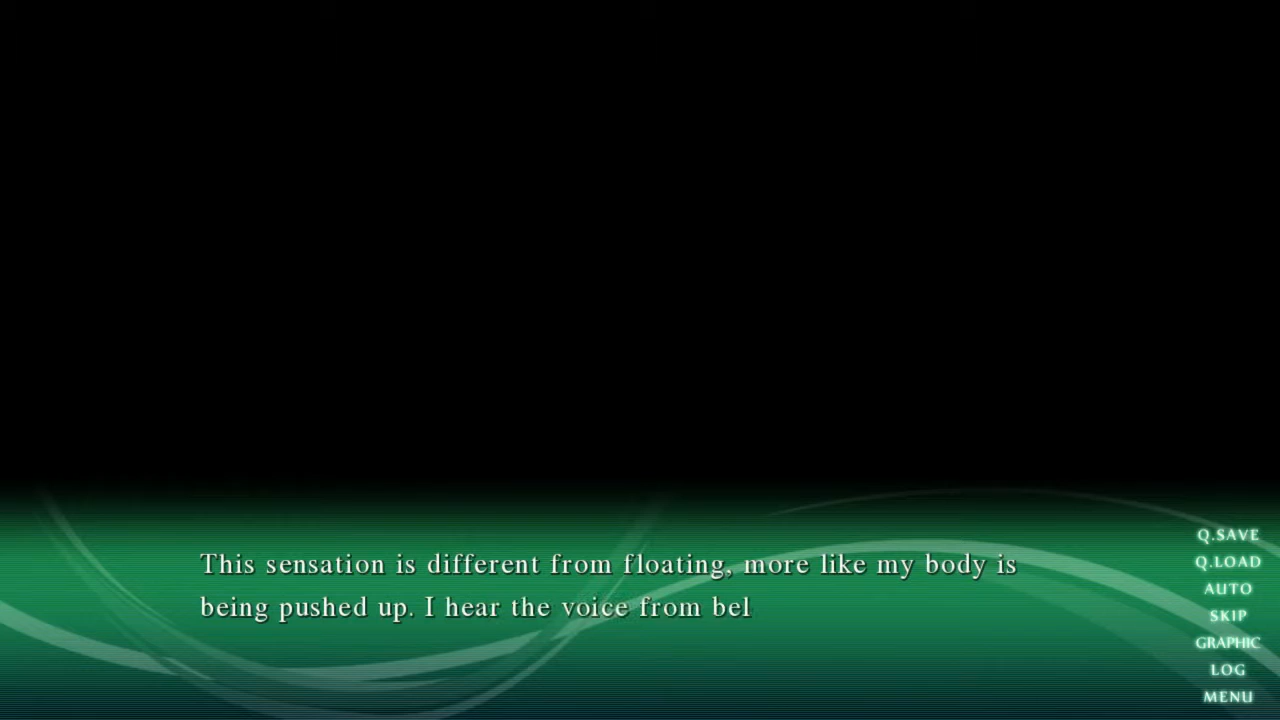 This sensation is different from floating, more like my body is
being pushed up. I hear the voice from bel
Q.SAVE
Q.LOAD
AUTO
SKIP
GRAPHIC
LOG
MENU